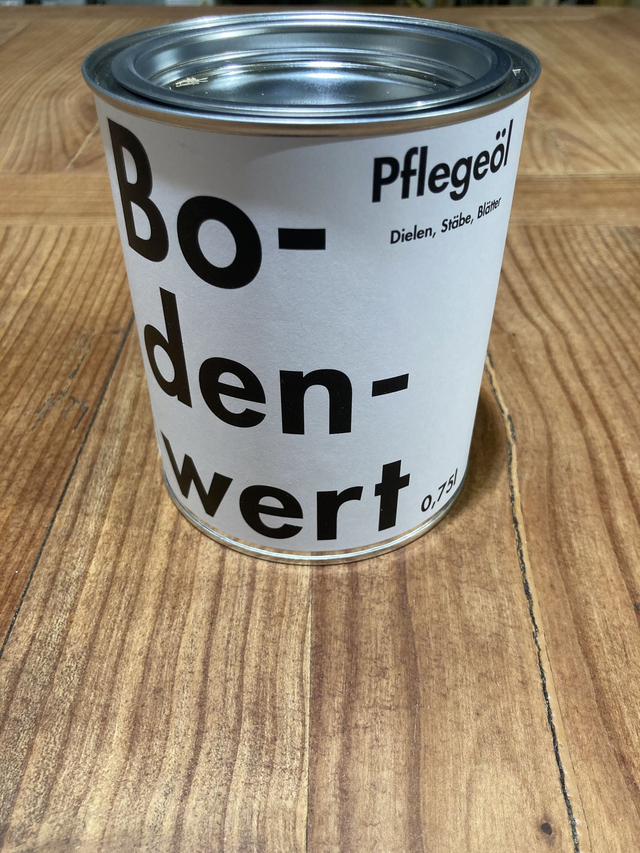 Bo-
den-
wert
Pflegeöl
Dielen, Stäbe, Blätter
0,75l